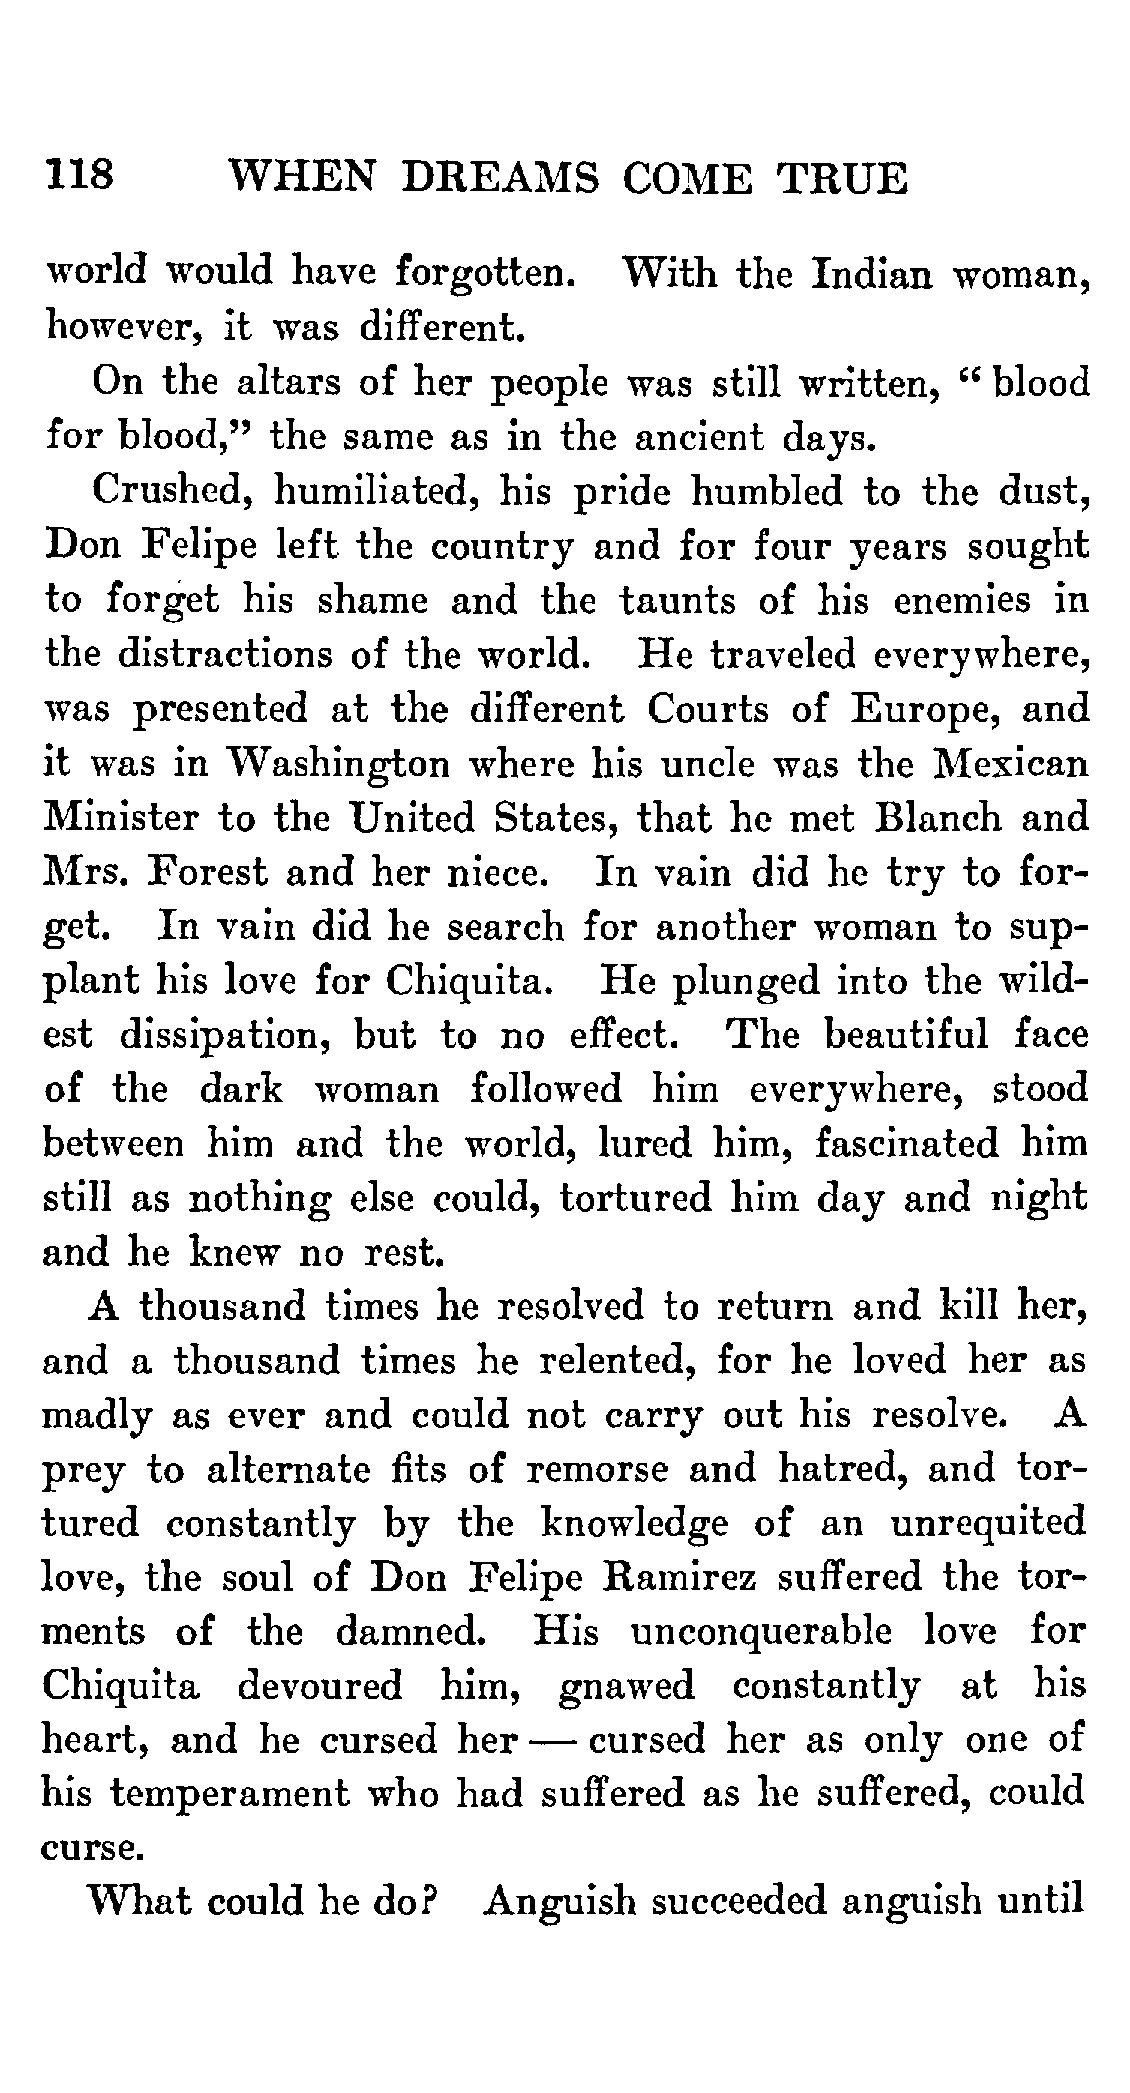 118 WHEN DREAMS COME TRUE
world would have forgotten. With the Indian woman,
however, it was different.
On the altars of her people was still written, "blood
for blood," the same as in the ancient days.
Crushed, humiliated, his pride humbled to the dust,
Don Felipe left the country and for four years sought
to forget his shame and the taunts of his enemies in
the distractions of the world. He traveled everywhere,
was presented at the different Courts of Europe, and
it was in Washington where his uncle was the Mexican
Minister to the United States, that he met Blanch and
Mrs. Forest and her niece. In vain did he try to for-
get. In vain did he search for another woman to sup-
plant his love for Chiquita. He plunged into the wild-
est dissipation, but to no effect. The beautiful face
of the dark woman followed him everywhere, stood
between him and the world, lured him, fascinated him
still as nothing else could, tortured him day and night
and he knew no rest.
A thousand times he resolved to return and kill her,
and a thousand times he relented, for he loved her as
madly as ever and could not carry out his resolve. A
prey to alternate fits of remorse and hatred, and tor-
tured constantly by the knowledge of an unrequited
love, the soul of Don Felipe Ramirez suffered the tor-
ments of the damned. His unconquerable love for
Chiquita devoured him, gnawed constantly at his
heart, and he cursed her — cursed her as only one of
his temperament who had suffered as he suffered, could
curse.
What could he do? Anguish succeeded anguish until